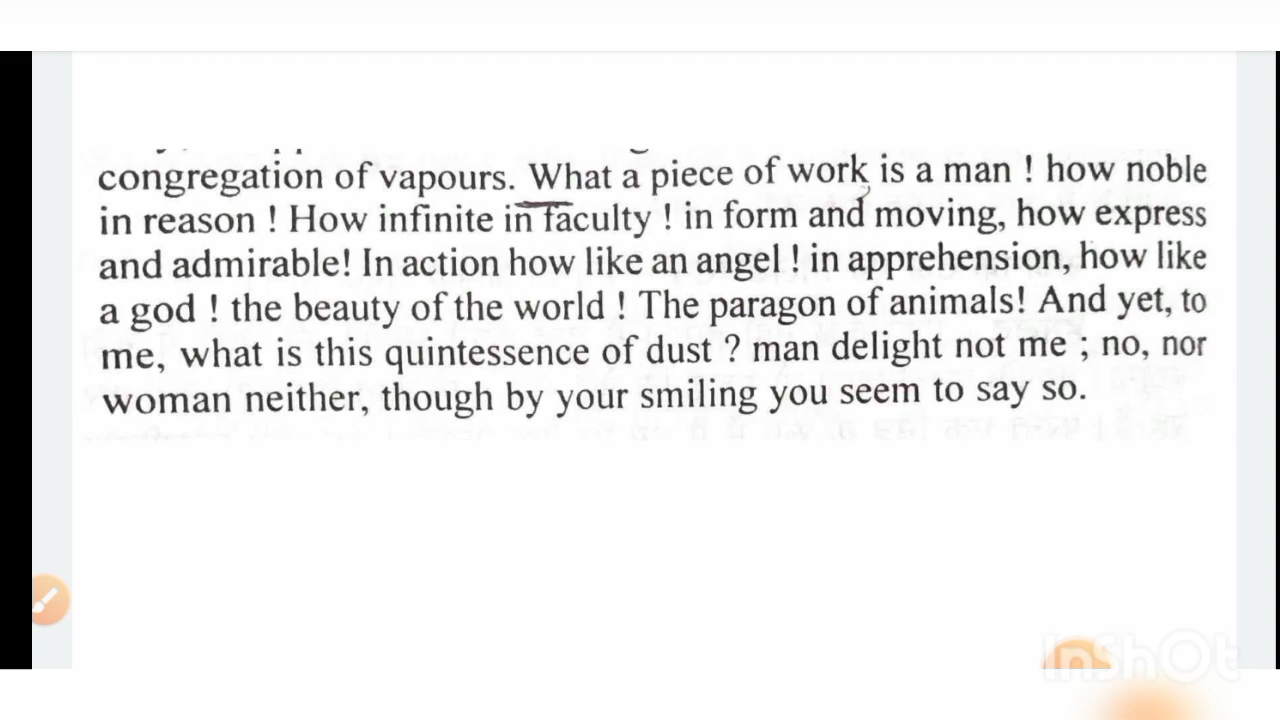 congregation of vapours. What a piece of work is a man ! how noble
in reason ! How infinite in faculty ! in form and moving, how express
and admirable! In action how like an angel ! in apprehension, how like
a god ! the beauty of the world ! The paragon of animals! And yet, to
me, what is this quintessence of dust ? man delight not me ; no, nor
woman neither, though by your smiling you seem to say so.
InShOt